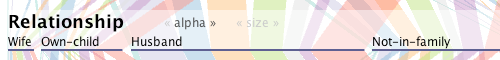 Relationship « alpha » « size »
Wife Own-child Husband Not-in-family